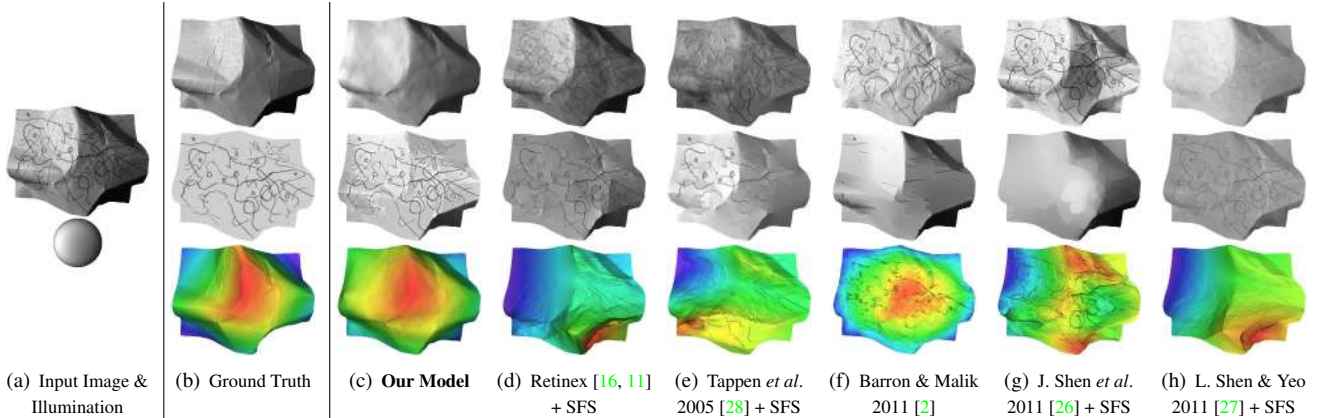 (a) Input Image &
Illumination
(b) Ground Truth
(c) Our Model
(d) Retinex [16, 11]
+ SFS
(e) Tappen et al.
2005 [28] + SFS
(f) Barron & Malik
2011 [2]
(g) J. Shen et al.
2011 [26] + SFS
(h) L. Shen & Yeo
2011 [27] + SFS